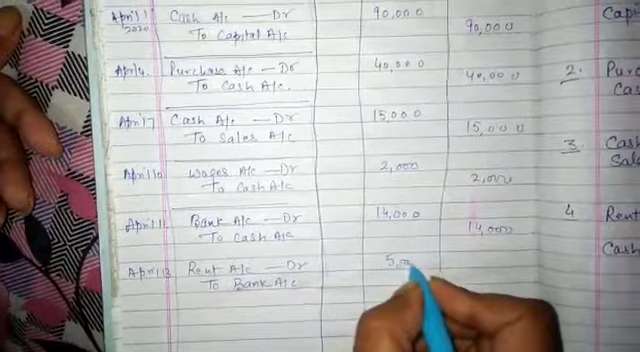 April 1 Cash A/c — Dr 90,000
2020 To Capital A/c 90,000
April 4. Purchase A/c — Dr 40,000
To Cash A/c. 40,000
April 7 Cash A/c — Dr 15,000
To Sales A/c 15,000
April 10 Wages A/c — Dr 2,000
To Cash A/c 2,000
April 11 Bank A/c — Dr 14,000
To Cash A/c 14,000
April 13 Rent A/c — Dr 5,00
To Bank A/c
2.
Cas
3. Cash
Sale
4 Rent
Cash